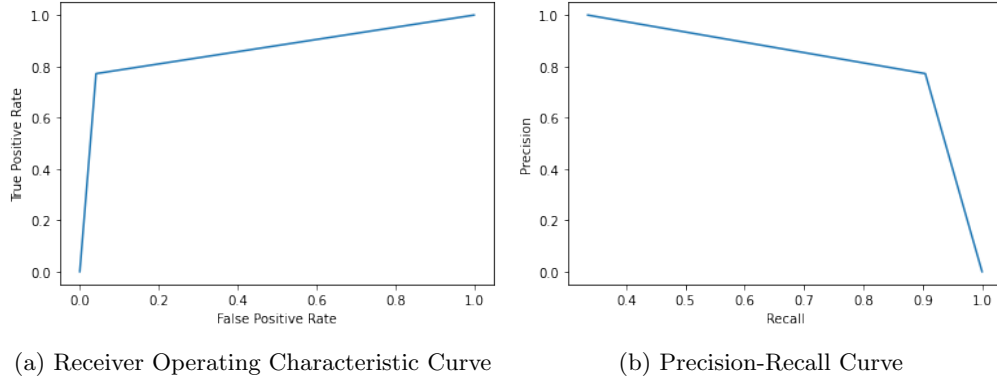 1.0
0.8
0.6
0.4
0.2
0.0
True Positive Rate
0.0 0.2 0.4 0.6 0.8 1.0
False Positive Rate
(a) Receiver Operating Characteristic Curve
1.0
0.8
0.6
0.4
0.2
0.0
Precision
0.4 0.5 0.6 0.7 0.8 0.9 1.0
Recall
(b) Precision-Recall Curve